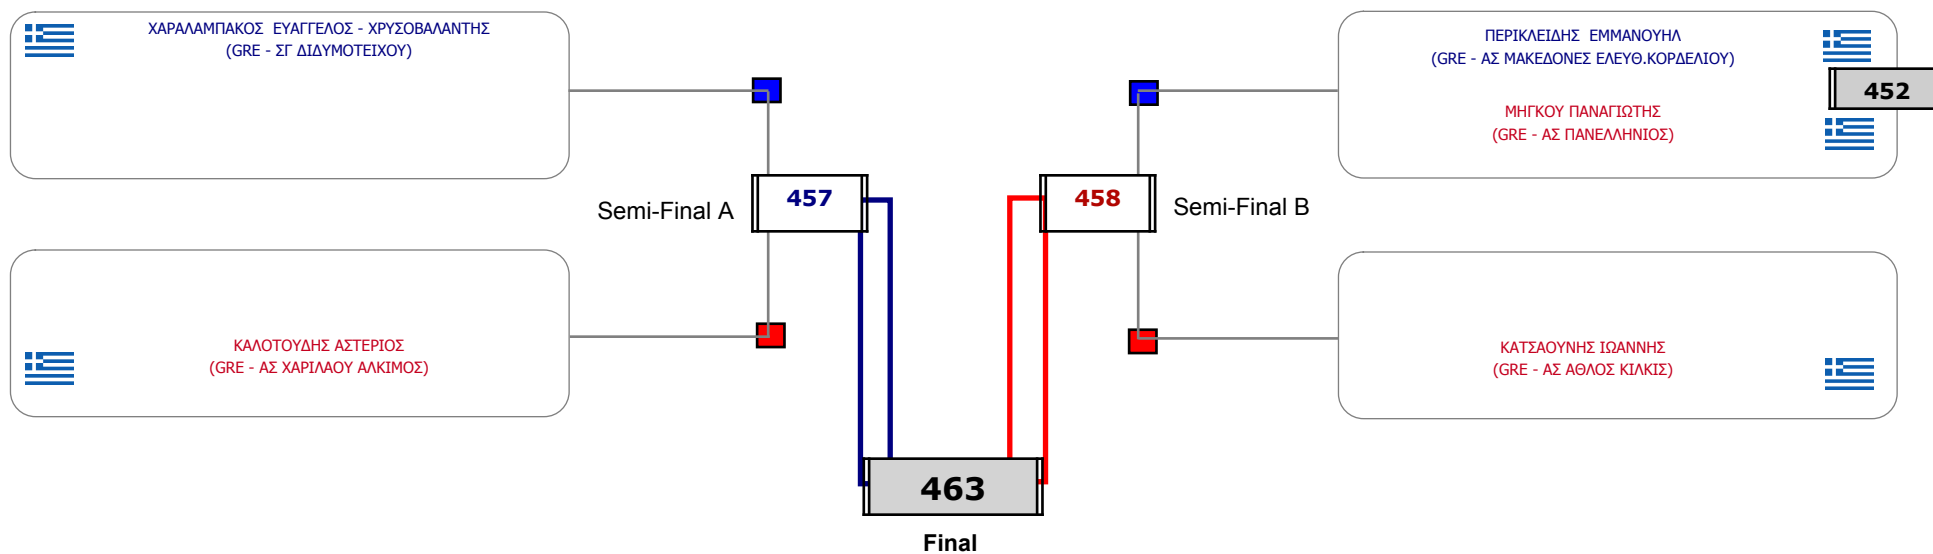 ΧΑΡΑΛΑΜΠΑΚΟΣ ΕΥΑΓΓΕΛΟΣ - ΧΡΥΣΟΒΑΛΑΝΤΗΣ
(GRE - ΣΓ ΔΙΔΥΜΟΤΕΙΧΟΥ)
ΠΕΡΙΚΛΕΙΔΗΣ ΕΜΜΑΝΟΥΗΛ
(GRE - ΑΣ ΜΑΚΕΔΟΝΕΣ ΕΛΕΥΘ.ΚΟΡΔΕΛΙΟΥ)
452
ΜΗΓΚΟΥ ΠΑΝΑΓΙΩΤΗΣ
(GRE - ΑΣ ΠΑΝΕΛΛΗΝΙΟΣ)
Semi-Final A
457
458
Semi-Final B
ΚΑΛΟΤΟΥΔΗΣ ΑΣΤΕΡΙΟΣ
(GRE - ΑΣ ΧΑΡΙΛΑΟΥ ΑΛΚΙΜΟΣ)
ΚΑΤΣΑΟΥΝΗΣ ΙΩΑΝΝΗΣ
(GRE - ΑΣ ΑΘΛΟΣ ΚΙΛΚΙΣ)
463
Final